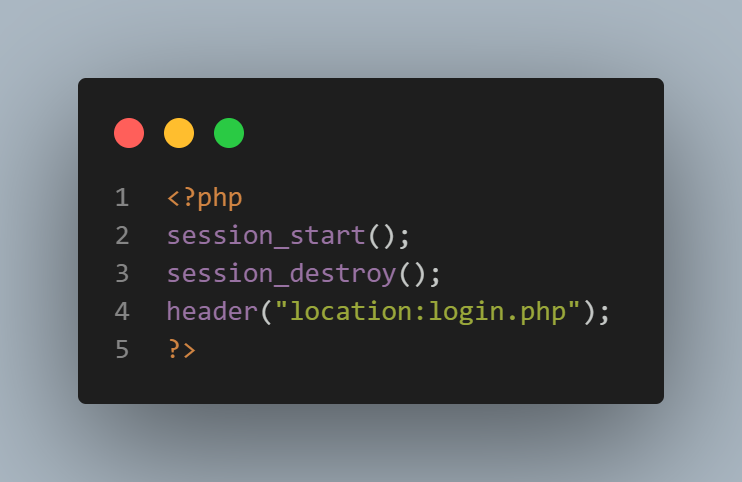 1 <?php
2 session_start();
3 session_destroy();
4 header("location:login.php");
5 ?>